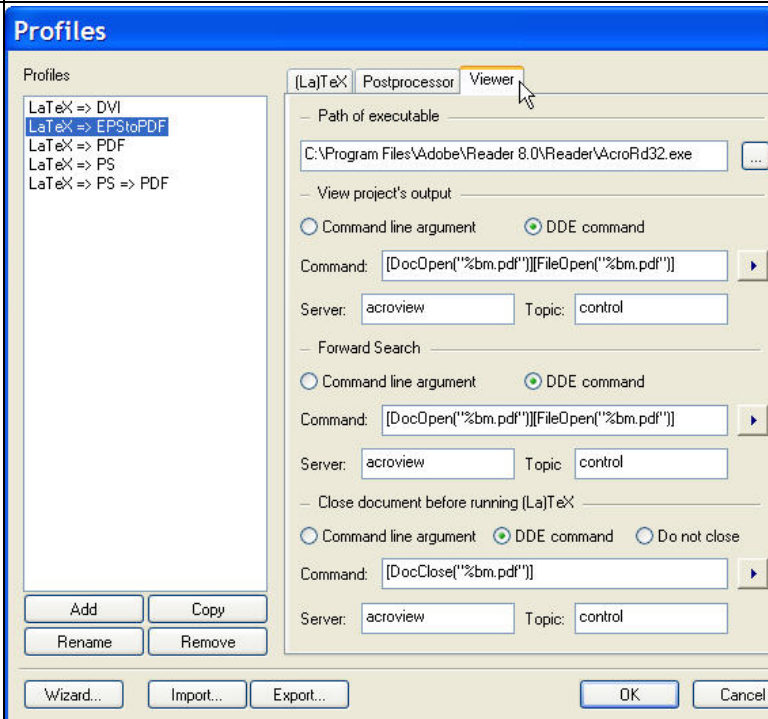 Profiles
Profiles
LaTeX => DVI
LaTeX => EPStoPDF
LaTeX => PDF
LaTeX => PS
LaTeX => PS => PDF
Add Copy
Rename Remove
(La)TeX Postprocessor Viewer
Path of executable
C:\Program Files\Adobe\Reader 8.0\Reader\AcroRd32.exe ...
View project's output
Command line argument DDE command
Command: [DocOpen("%bm.pdf")][FileOpen("%bm.pdf")]
Server: acroview Topic: control
Forward Search
Command line argument DDE command
Command: [DocOpen("%bm.pdf")][FileOpen("%bm.pdf")]
Server: acroview Topic control
Close document before running (La)TeX
Command line argument DDE command Do not close
Command: [DocClose("%bm.pdf")]
Server: acroview Topic: control
Wizard... Import... Export... OK Cancel